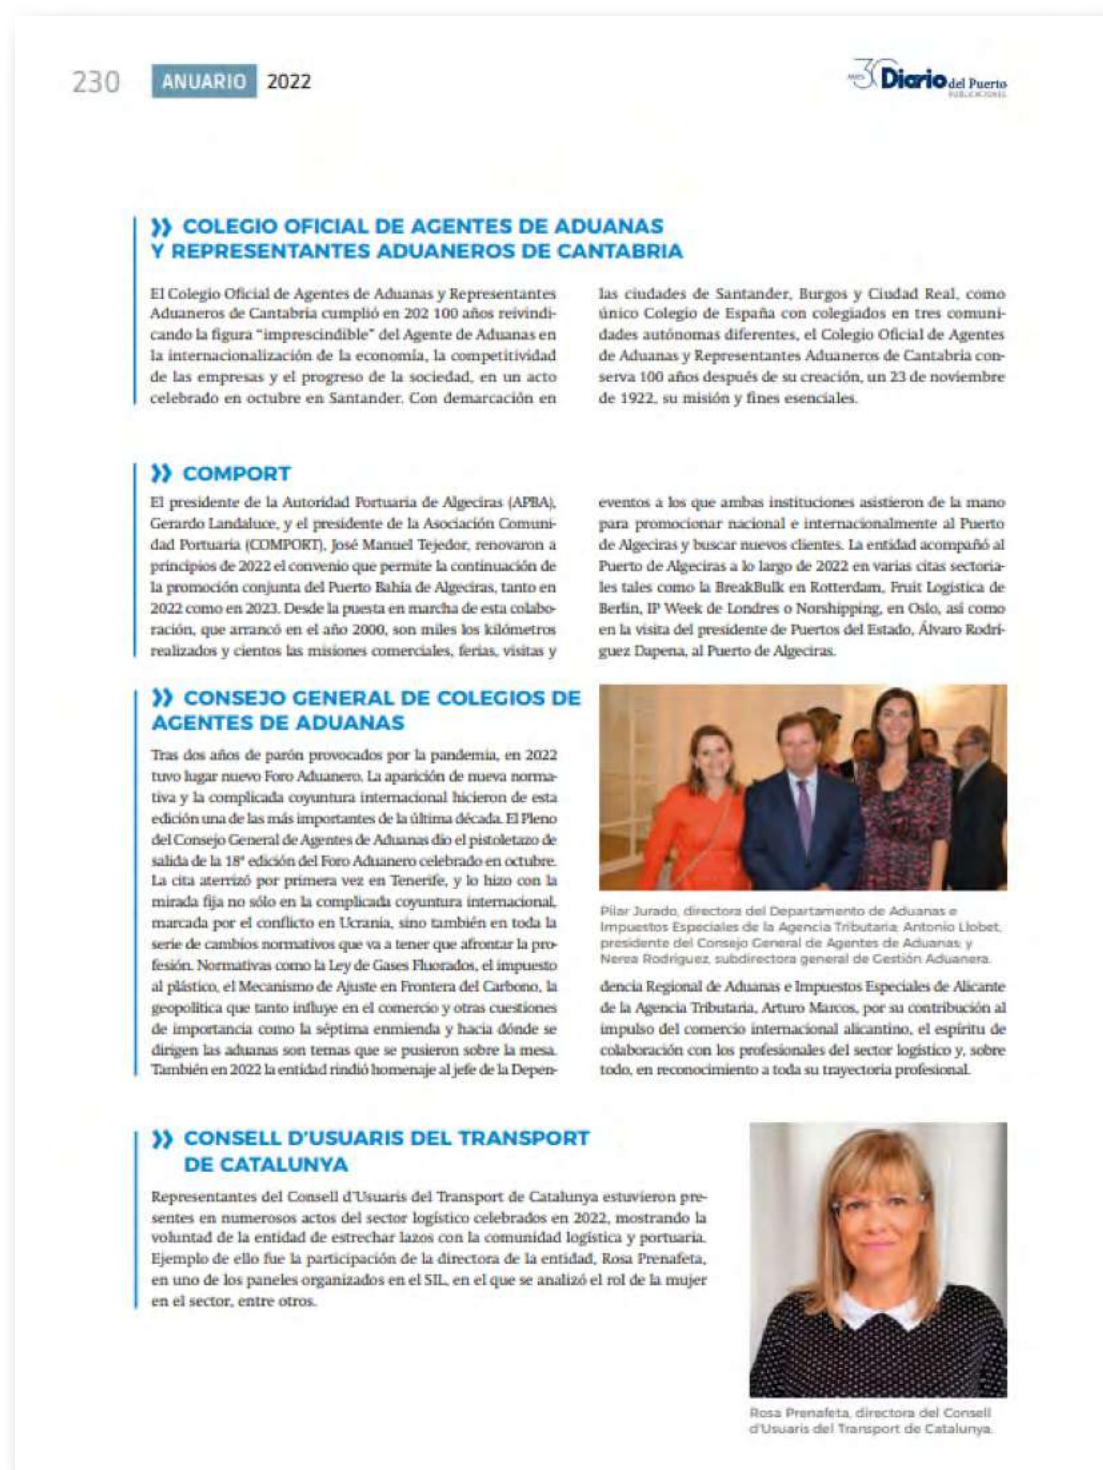 230
ANUARIO 2022
AÑOS 30 Diario del Puerto
PUBLICACIONES
COLEGIO OFICIAL DE AGENTES DE ADUANAS
Y REPRESENTANTES ADUANEROS DE CANTABRIA
El Colegio Oficial de Agentes de Aduanas y Representantes
Aduaneros de Cantabria cumplió en 202 100 años reivindi-
cando la figura “imprescindible” del Agente de Aduanas en
la internacionalización de la economía, la competitividad
de las empresas y el progreso de la sociedad, en un acto
celebrado en octubre en Santander. Con demarcación en
las ciudades de Santander, Burgos y Ciudad Real, como
único Colegio de España con colegiados en tres comuni-
dades autónomas diferentes, el Colegio Oficial de Agentes
de Aduanas y Representantes Aduaneros de Cantabria con-
serva 100 años después de su creación, un 23 de noviembre
de 1922, su misión y fines esenciales.
COMPORT
El presidente de la Autoridad Portuaria de Algeciras (APBA),
Gerardo Landaluce, y el presidente de la Asociación Comuni-
dad Portuaria (COMPORT), José Manuel Tejedor, renovaron a
principios de 2022 el convenio que permite la continuación de
la promoción conjunta del Puerto Bahía de Algeciras, tanto en
2022 como en 2023. Desde la puesta en marcha de esta colabo-
ración, que arrancó en el año 2000, son miles los kilómetros
realizados y cientos las misiones comerciales, ferias, visitas y
eventos a los que ambas instituciones asistieron de la mano
para promocionar nacional e internacionalmente al Puerto
de Algeciras y buscar nuevos clientes. La entidad acompañó al
Puerto de Algeciras a lo largo de 2022 en varias citas sectoria-
les tales como la BreakBulk en Rotterdam, Fruit Logistica de
Berlín, IP Week de Londres o Norshipping, en Oslo, así como
en la visita del presidente de Puertos del Estado, Álvaro Rodrí-
guez Dapena, al Puerto de Algeciras.
CONSEJO GENERAL DE COLEGIOS DE
AGENTES DE ADUANAS
Tras dos años de parón provocados por la pandemia, en 2022
tuvo lugar nuevo Foro Aduanero. La aparición de nueva norma-
tiva y la complicada coyuntura internacional hicieron de esta
edición una de las más importantes de la última década. El Pleno
del Consejo General de Agentes de Aduanas dio el pistoletazo de
salida de la 18ª edición del Foro Aduanero celebrado en octubre.
La cita aterrizó por primera vez en Tenerife, y lo hizo con la
mirada fija no sólo en la complicada coyuntura internacional,
marcada por el conflicto en Ucrania, sino también en toda la
serie de cambios normativos que va a tener que afrontar la pro-
fesión. Normativas como la Ley de Gases Fluorados, el impuesto
al plástico, el Mecanismo de Ajuste en Frontera del Carbono, la
geopolítica que tanto influye en el comercio y otras cuestiones
de importancia como la séptima enmienda y hacia dónde se
dirigen las aduanas son temas que se pusieron sobre la mesa.
También en 2022 la entidad rindió homenaje al jefe de la Depen-
Pilar Jurado, directora del Departamento de Aduanas e
Impuestos Especiales de la Agencia Tributaria; Antonio Llobet,
presidente del Consejo General de Agentes de Aduanas; y
Nerea Rodríguez, subdirectora general de Gestión Aduanera.
dencia Regional de Aduanas e Impuestos Especiales de Alicante
de la Agencia Tributaria, Arturo Marcos, por su contribución al
impulso del comercio internacional alicantino, el espíritu de
colaboración con los profesionales del sector logístico y, sobre
todo, en reconocimiento a toda su trayectoria profesional.
CONSELL D’USUARIS DEL TRANSPORT
DE CATALUNYA
Representantes del Consell d’Usuaris del Transport de Catalunya estuvieron pre-
sentes en numerosos actos del sector logístico celebrados en 2022, mostrando la
voluntad de la entidad de estrechar lazos con la comunidad logística y portuaria.
Ejemplo de ello fue la participación de la directora de la entidad, Rosa Prenafeta,
en uno de los paneles organizados en el SIL, en el que se analizó el rol de la mujer
en el sector, entre otros.
Rosa Prenafeta, directora del Consell
d’Usuaris del Transport de Catalunya.